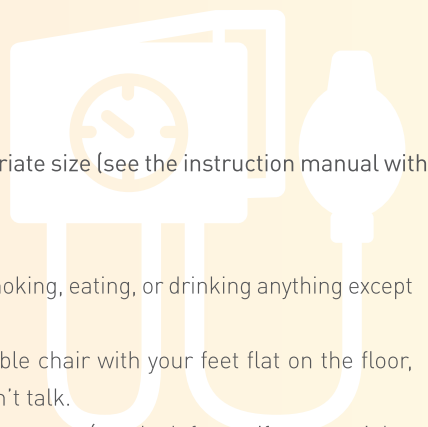 riate size (see the instruction manual with
oking, eating, or drinking anything except
ble chair with your feet flat on the floor,
n’t talk.